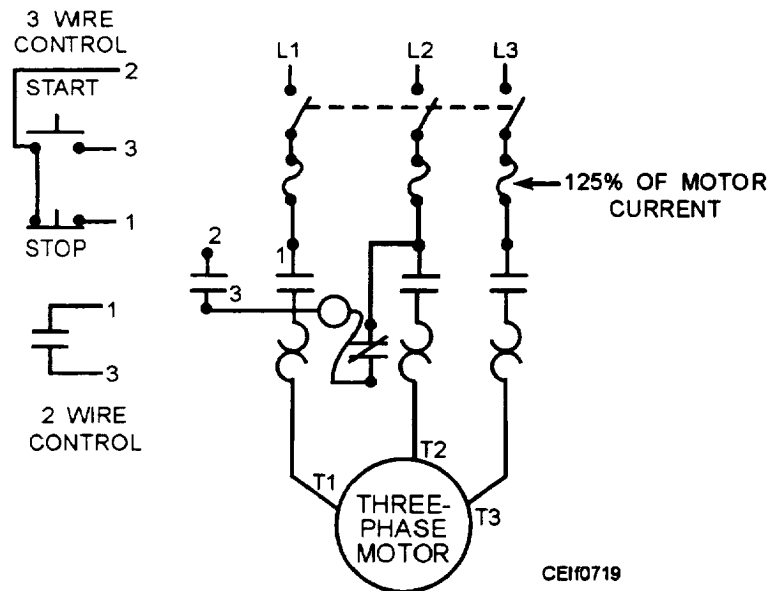 3 WIRE
CONTROL
2
START
3
1
STOP
1
3
2 WIRE
CONTROL
L1
L2
L3
125% OF MOTOR
CURRENT
2
1
3
T1
T2
T3
THREE-
PHASE
MOTOR
CEIf0719